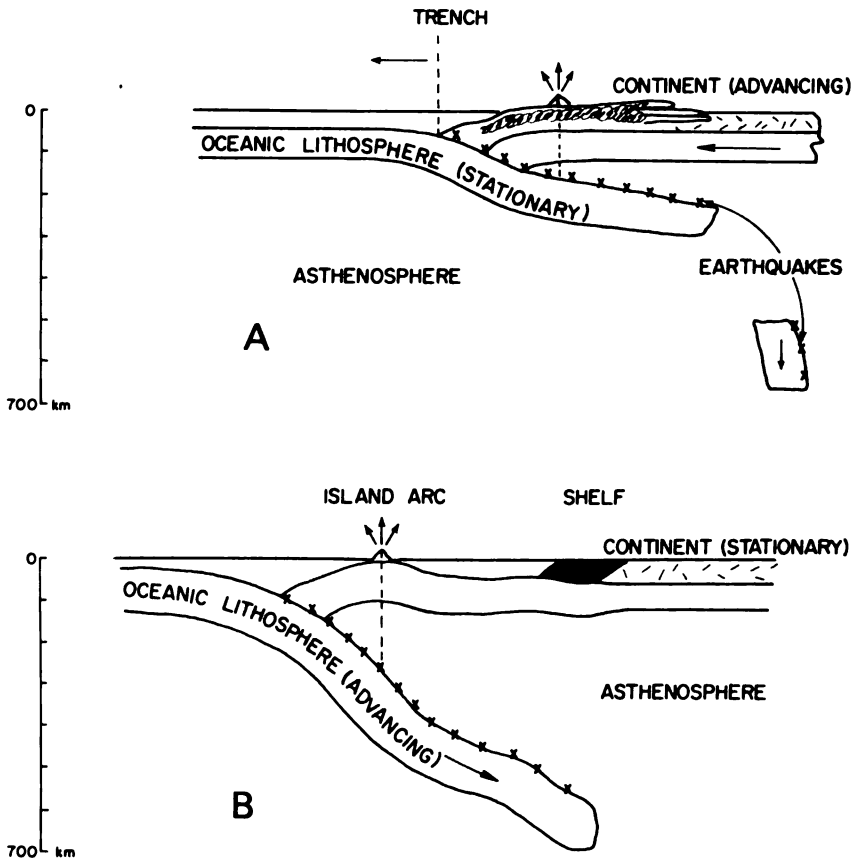 TRENCH
CONTINENT (ADVANCING)
0
OCEANIC LITHOSPHERE (STATIONARY)
EARTHQUAKES
ASTHENOSPHERE
A
700 km
ISLAND ARC
SHELF
0
CONTINENT (STATIONARY)
OCEANIC LITHOSPHERE (ADVANCING)
ASTHENOSPHERE
B
700 km